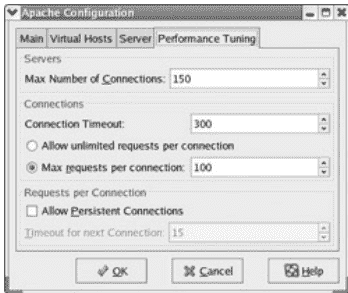 Apache Configuration
Main Virtual Hosts Server Performance Tuning
Servers
Max Number of Connections: 150
Connections
Connection Timeout: 300
Allow unlimited requests per connection
Max requests per connection: 100
Requests per Connection
Allow Persistent Connections
Timeout for next Connection: 15
OK Cancel Help